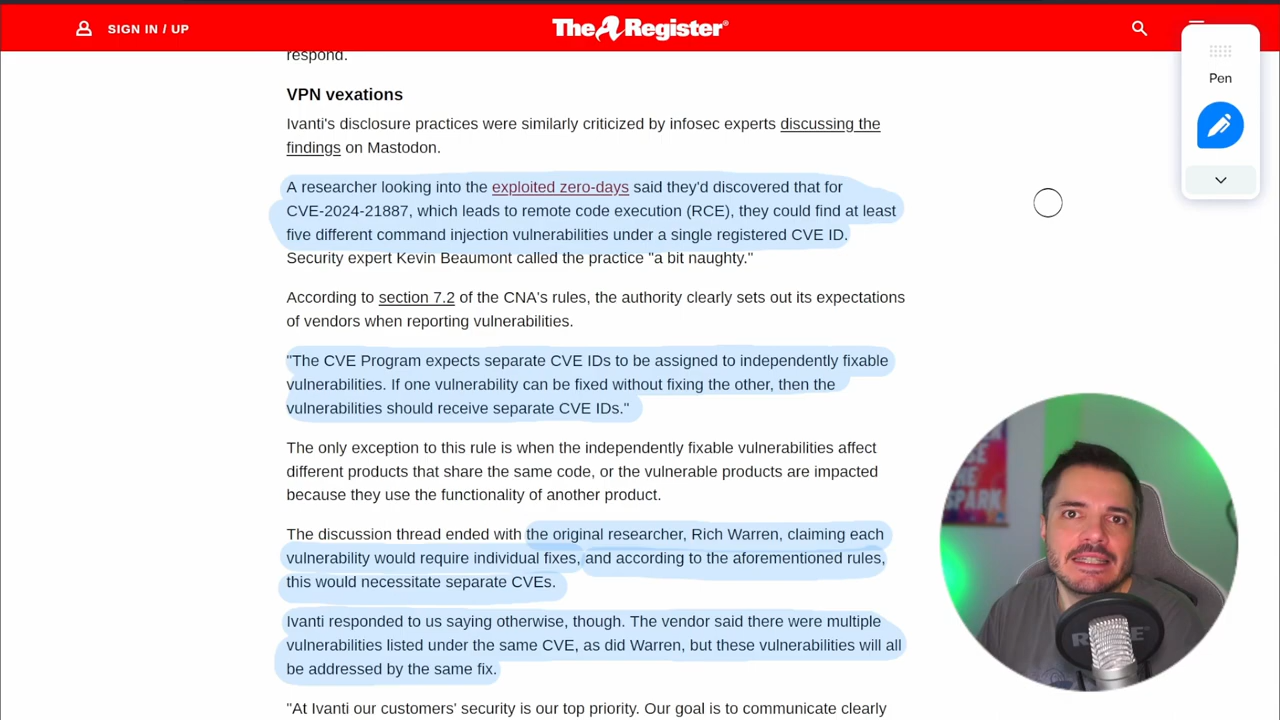 SIGN IN / UP
The Register®
Pen
respond.
VPN vexations
Ivanti's disclosure practices were similarly criticized by infosec experts discussing the
findings on Mastodon.
A researcher looking into the exploited zero-days said they'd discovered that for
CVE-2024-21887, which leads to remote code execution (RCE), they could find at least
five different command injection vulnerabilities under a single registered CVE ID.
Security expert Kevin Beaumont called the practice "a bit naughty."
According to section 7.2 of the CNA's rules, the authority clearly sets out its expectations
of vendors when reporting vulnerabilities.
"The CVE Program expects separate CVE IDs to be assigned to independently fixable
vulnerabilities. If one vulnerability can be fixed without fixing the other, then the
vulnerabilities should receive separate CVE IDs."
The only exception to this rule is when the independently fixable vulnerabilities affect
different products that share the same code, or the vulnerable products are impacted
because they use the functionality of another product.
The discussion thread ended with the original researcher, Rich Warren, claiming each
vulnerability would require individual fixes, and according to the aforementioned rules,
this would necessitate separate CVEs.
Ivanti responded to us saying otherwise, though. The vendor said there were multiple
vulnerabilities listed under the same CVE, as did Warren, but these vulnerabilities will all
be addressed by the same fix.
"At Ivanti our customers' security is our top priority. Our goal is to communicate clearly